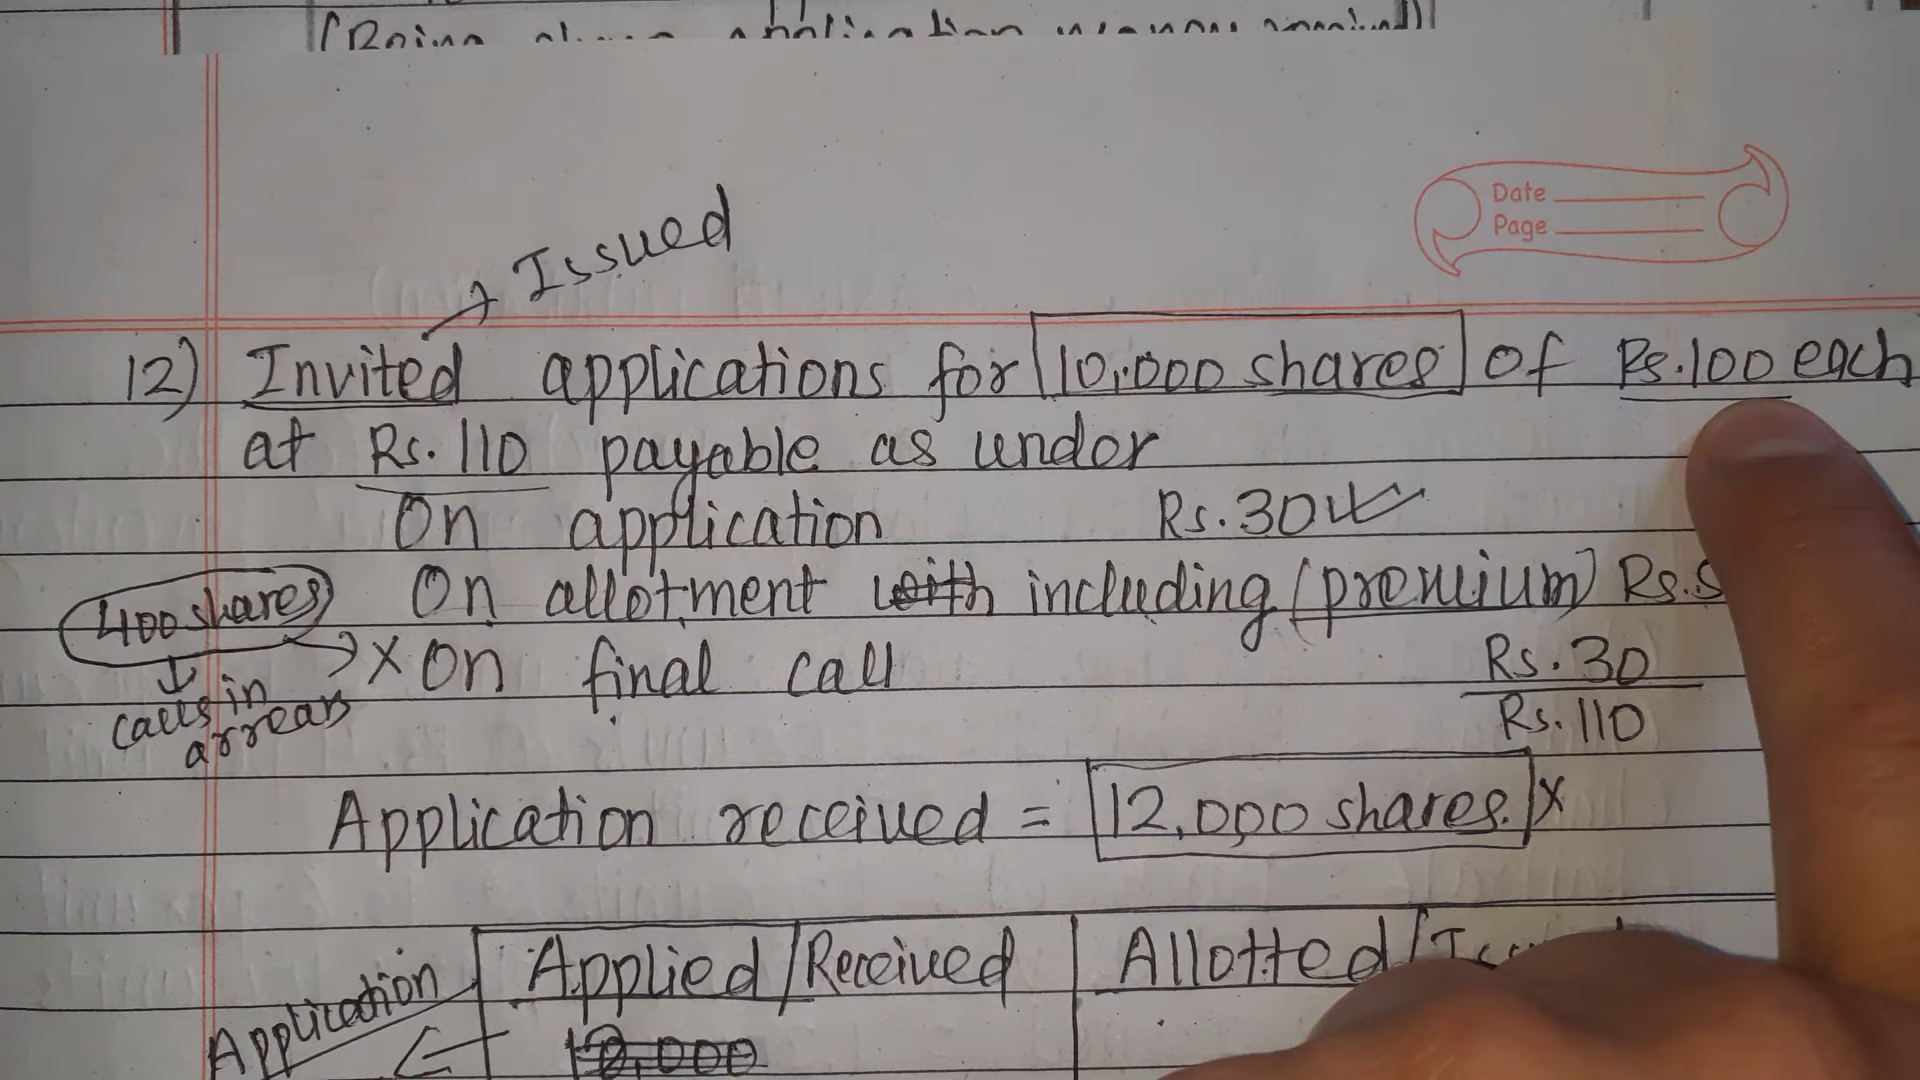 Date
Page
Issued
12) Invited applications for 10,000 shares of Rs.100 each
at Rs. 110 payable as under
On application Rs. 30
400 shares On allotment with including (premium) Rs.
X On final call Rs. 30
calls in
arrears Rs. 110
Application received = 12,000 shares. X
Application Applied/Received Allotted/